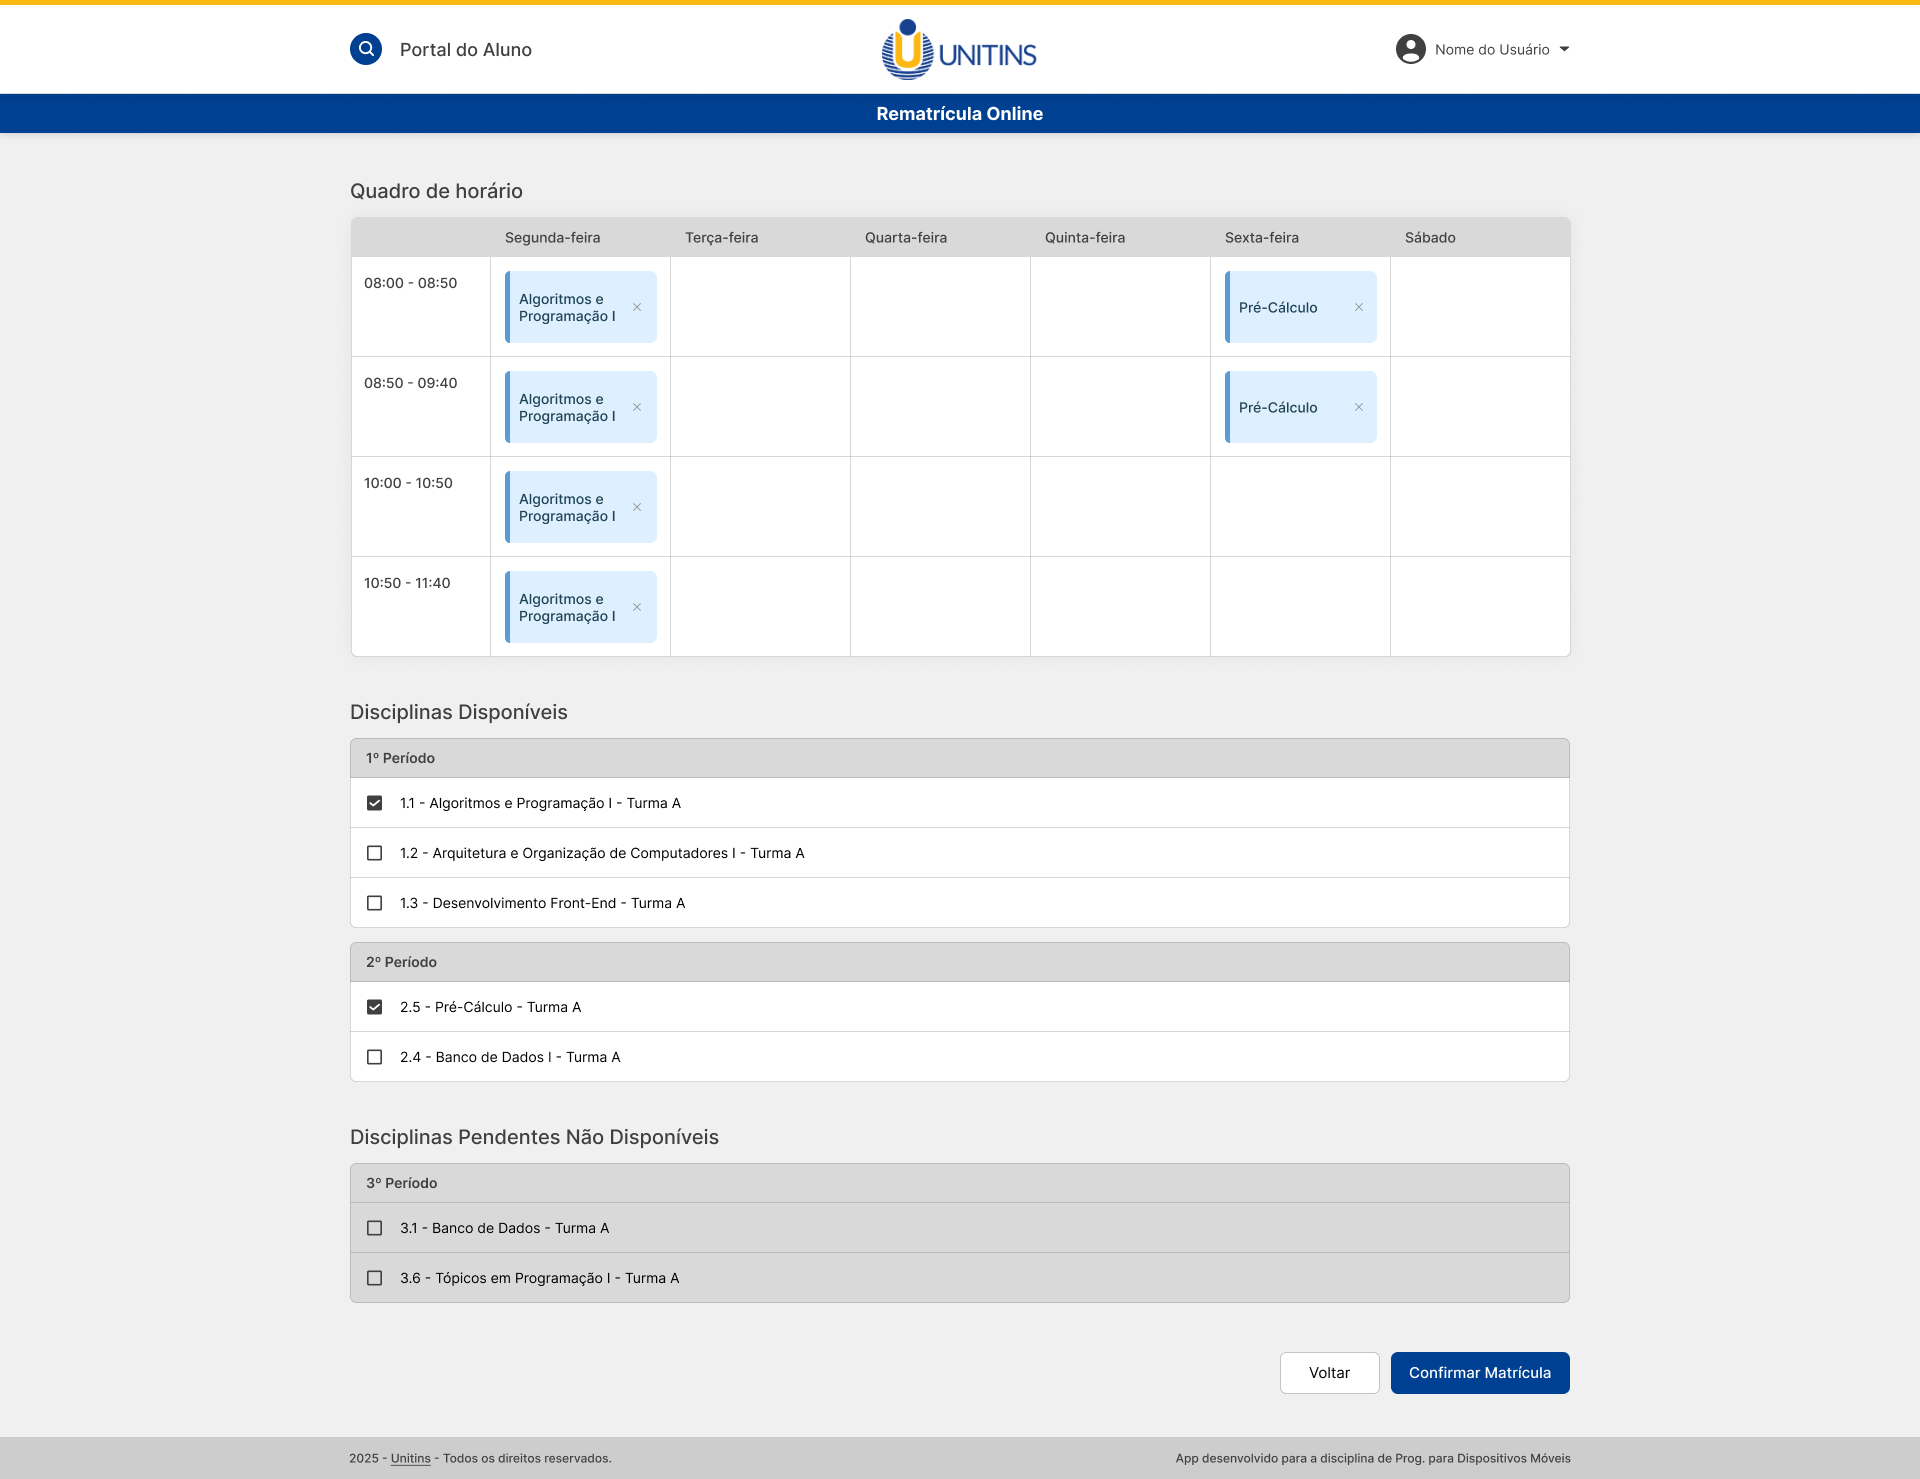 Portal do Aluno
UNITINS
Nome do Usuário
Rematrícula Online
Quadro de horário
Segunda-feira Terça-feira Quarta-feira Quinta-feira Sexta-feira Sábado
08:00 - 08:50
Algoritmos e
Programação I
Pré-Cálculo
08:50 - 09:40
Algoritmos e
Programação I
Pré-Cálculo
10:00 - 10:50
Algoritmos e
Programação I
10:50 - 11:40
Algoritmos e
Programação I
Disciplinas Disponíveis
1º Período
1.1 - Algoritmos e Programação I - Turma A
1.2 - Arquitetura e Organização de Computadores I - Turma A
1.3 - Desenvolvimento Front-End - Turma A
2º Período
2.5 - Pré-Cálculo - Turma A
2.4 - Banco de Dados I - Turma A
Disciplinas Pendentes Não Disponíveis
3º Período
3.1 - Banco de Dados - Turma A
3.6 - Tópicos em Programação I - Turma A
Voltar
Confirmar Matrícula
2025 - Unitins - Todos os direitos reservados.
App desenvolvido para a disciplina de Prog. para Dispositivos Móveis